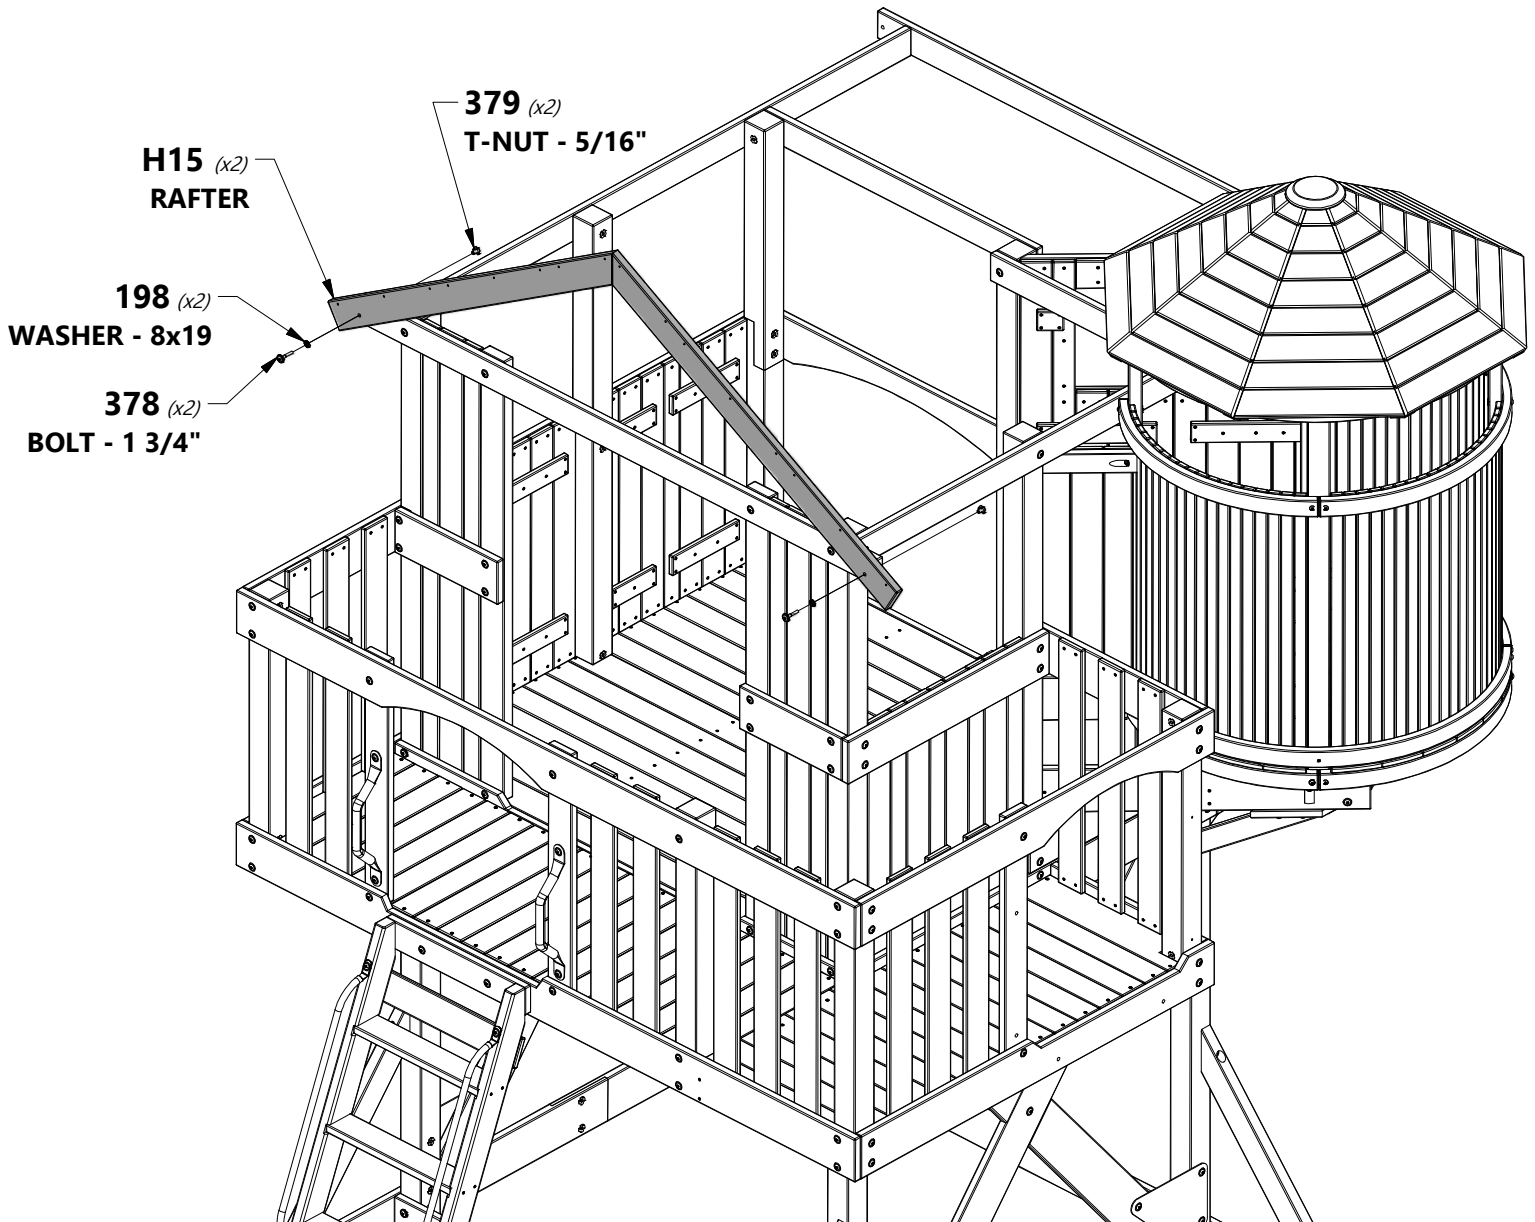 379 (x2)
T-NUT - 5/16"
H15 (x2)
RAFTER
198 (x2)
WASHER - 8x19
378 (x2)
BOLT - 1 3/4"